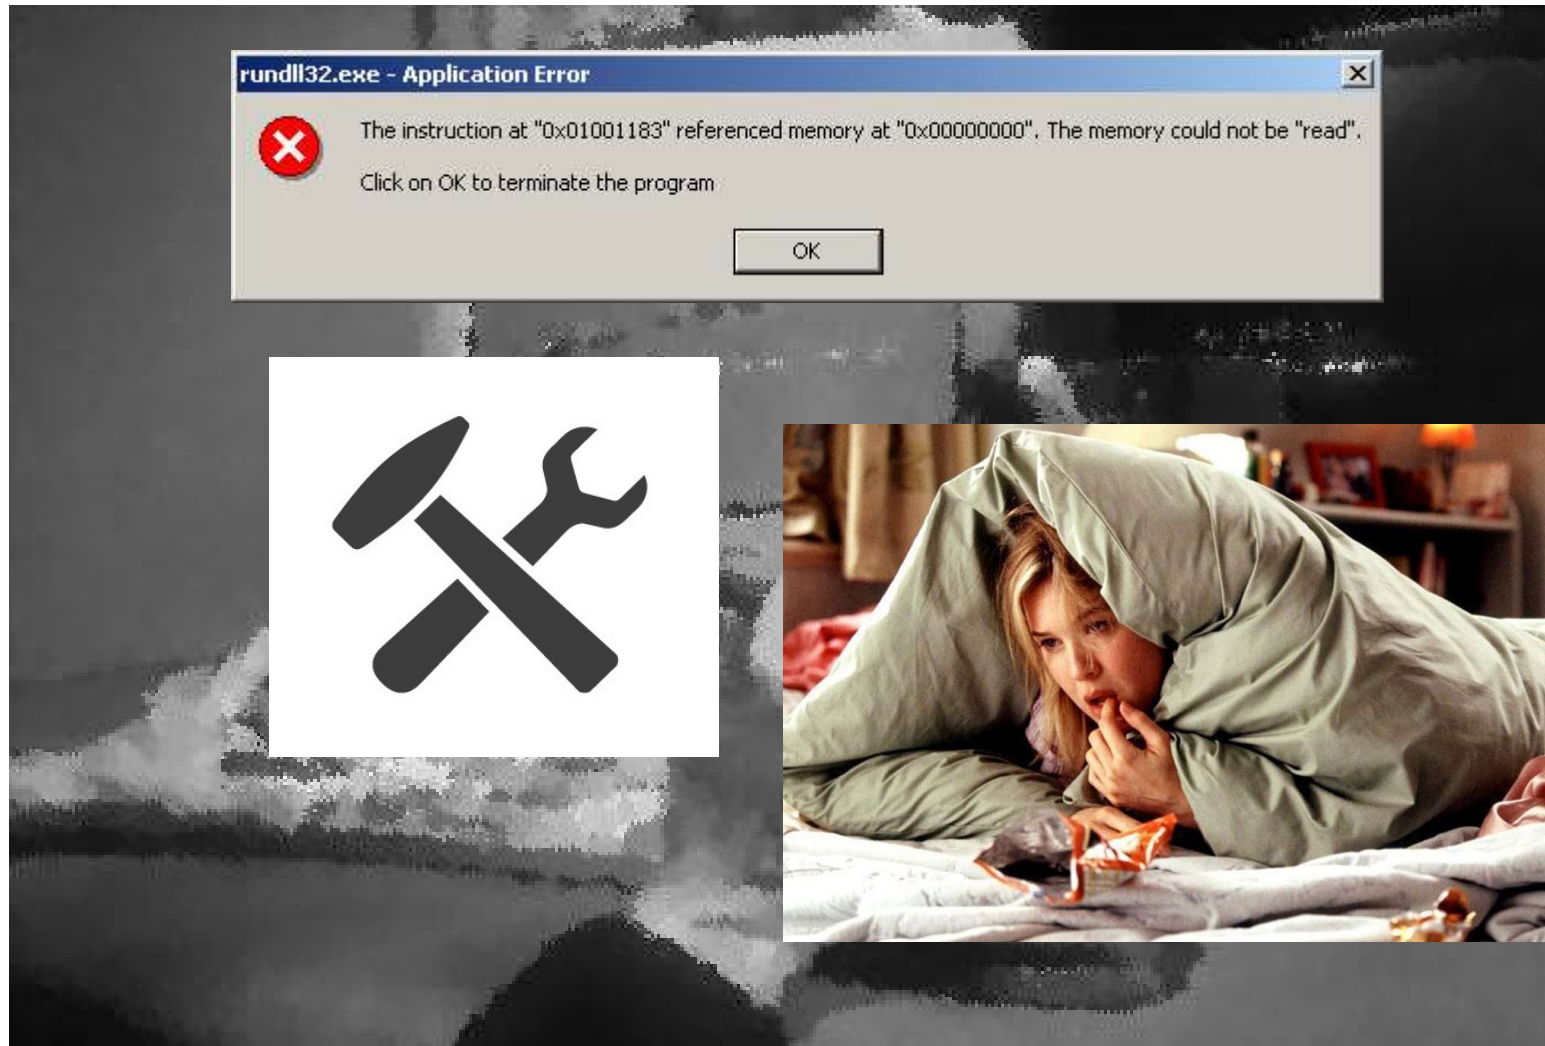 rundll32.exe - Application Error
The instruction at "0x01001183" referenced memory at "0x00000000". The memory could not be "read".
Click on OK to terminate the program
OK